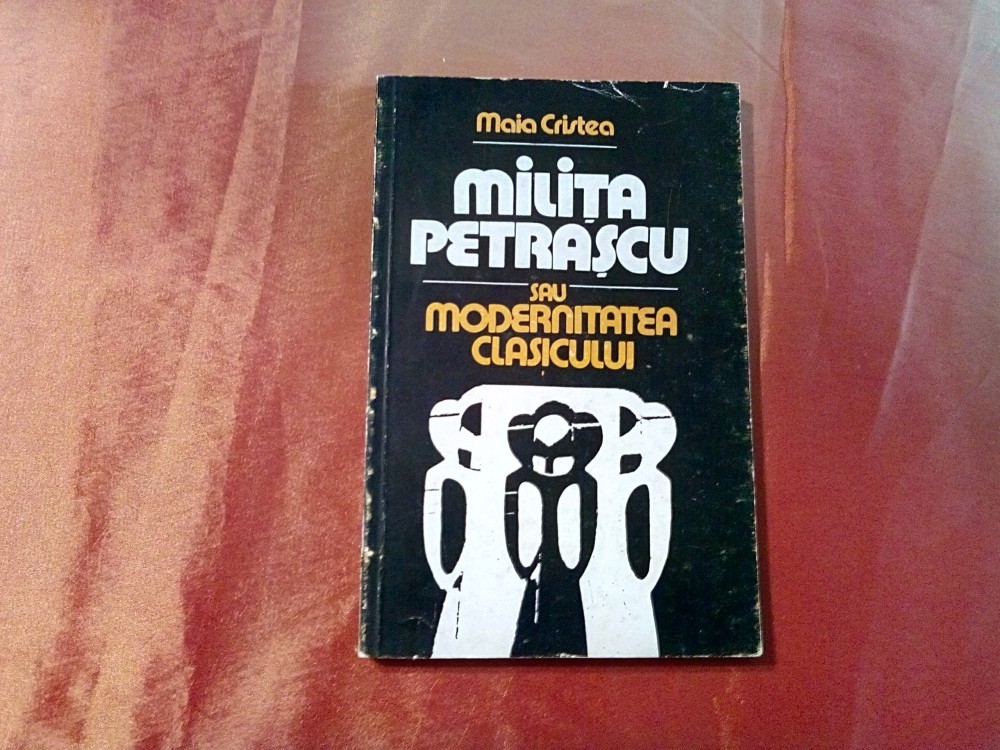 Maia Cristea
MILIȚA
PETRAȘCU
SAU
MODERNITATEA
CLASICULUI